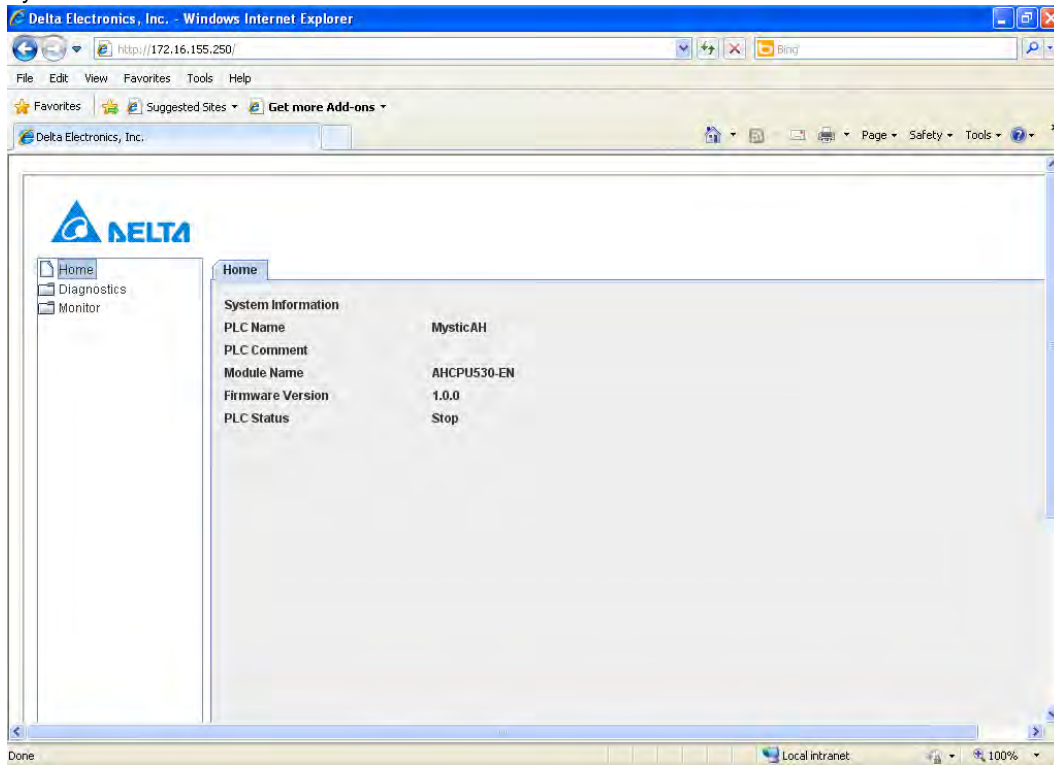 Delta Electronics, Inc. - Windows Internet Explorer
http://172.16.155.250/
Bing
File Edit View Favorites Tools Help
Favorites Suggested Sites Get more Add-ons
Delta Electronics, Inc.
Page Safety Tools
DELTA
Home
Diagnostics
Monitor
Home
System Information
PLC Name MysticAH
PLC Comment
Module Name AHCPU530-EN
Firmware Version 1.0.0
PLC Status Stop
Done Local intranet 100%